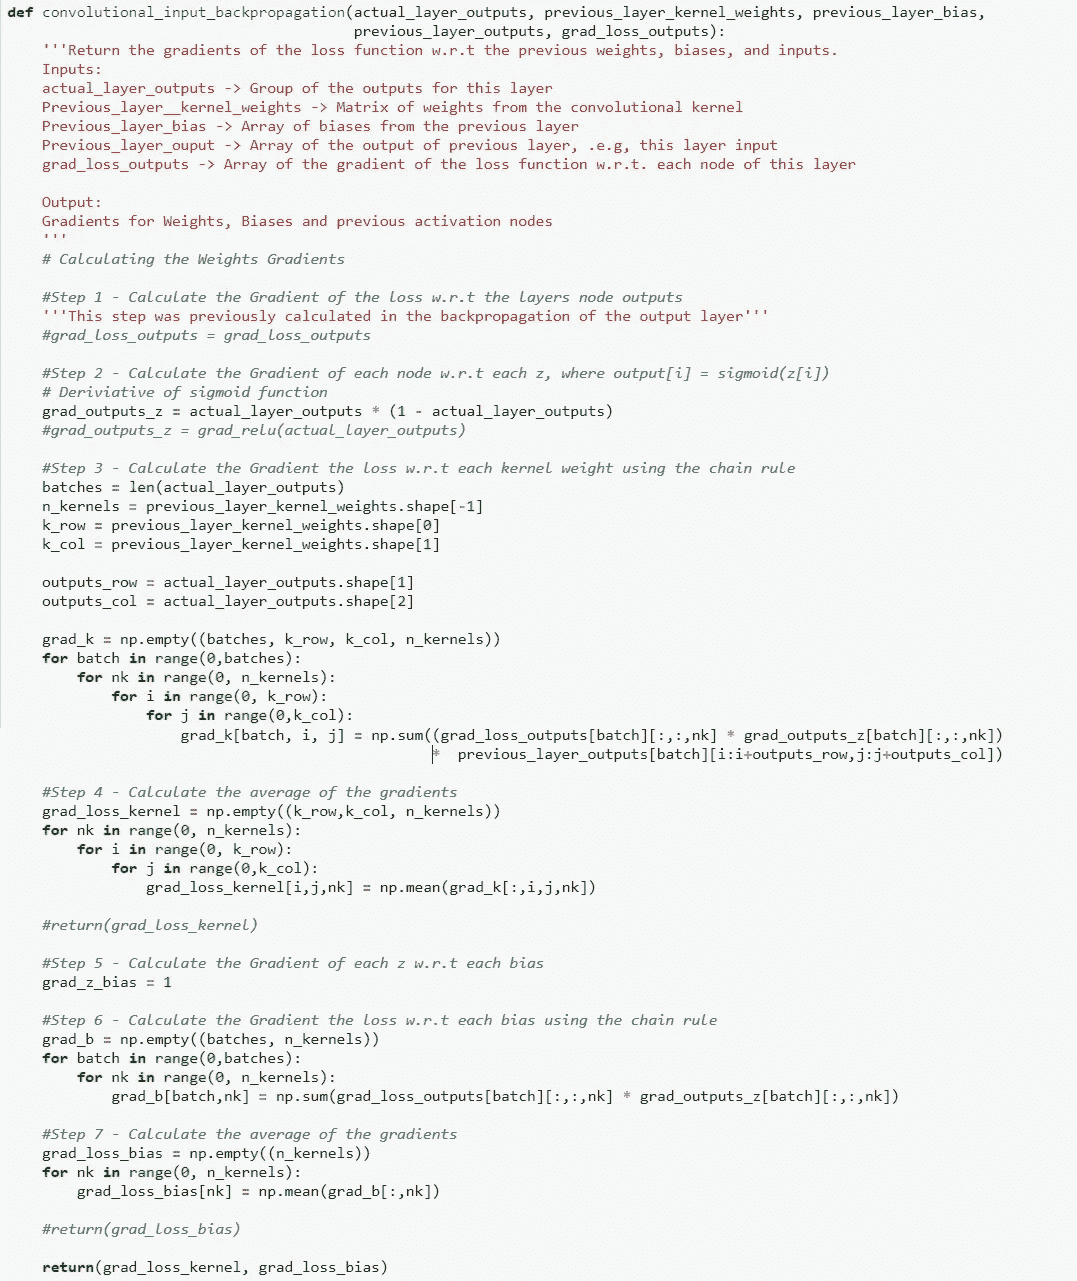 def convolutional_input_backpropagation(actual_layer_outputs, previous_layer_kernel_weights, previous_layer_bias,
                                        previous_layer_outputs, grad_loss_outputs):
    '''Return the gradients of the loss function w.r.t the previous weights, biases, and inputs.
    Inputs:
    actual_layer_outputs -> Group of the outputs for this layer
    Previous_layer__kernel_weights -> Matrix of weights from the convolutional kernel
    Previous_layer_bias -> Array of biases from the previous layer
    Previous_layer_ouput -> Array of the output of previous layer, .e.g, this layer input
    grad_loss_outputs -> Array of the gradient of the loss function w.r.t. each node of this layer

    Output:
    Gradients for Weights, Biases and previous activation nodes
    '''
    # Calculating the Weights Gradients

    #Step 1 - Calculate the Gradient of the loss w.r.t the layers node outputs
    '''This step was previously calculated in the backpropagation of the output layer'''
    #grad_loss_outputs = grad_loss_outputs

    #Step 2 - Calculate the Gradient of each node w.r.t each z, where output[i] = sigmoid(z[i])
    # Deriviative of sigmoid function
    grad_outputs_z = actual_layer_outputs * (1 - actual_layer_outputs)
    #grad_outputs_z = grad_relu(actual_layer_outputs)

    #Step 3 - Calculate the Gradient the loss w.r.t each kernel weight using the chain rule
    batches = len(actual_layer_outputs)
    n_kernels = previous_layer_kernel_weights.shape[-1]
    k_row = previous_layer_kernel_weights.shape[0]
    k_col = previous_layer_kernel_weights.shape[1]

    outputs_row = actual_layer_outputs.shape[1]
    outputs_col = actual_layer_outputs.shape[2]

    grad_k = np.empty((batches, k_row, k_col, n_kernels))
    for batch in range(0,batches):
        for nk in range(0, n_kernels):
            for i in range(0, k_row):
                for j in range(0,k_col):
                    grad_k[batch, i, j] = np.sum((grad_loss_outputs[batch][:,:,nk] * grad_outputs_z[batch][:,:,nk])
                                                 *  previous_layer_outputs[batch][i:i+outputs_row,j:j+outputs_col])

    #Step 4 - Calculate the average of the gradients
    grad_loss_kernel = np.empty((k_row,k_col, n_kernels))
    for nk in range(0, n_kernels):
        for i in range(0, k_row):
            for j in range(0,k_col):
                grad_loss_kernel[i,j,nk] = np.mean(grad_k[:,i,j,nk])

    #return(grad_loss_kernel)

    #Step 5 - Calculate the Gradient of each z w.r.t each bias
    grad_z_bias = 1

    #Step 6 - Calculate the Gradient the loss w.r.t each bias using the chain rule
    grad_b = np.empty((batches, n_kernels))
    for batch in range(0,batches):
        for nk in range(0, n_kernels):
            grad_b[batch,nk] = np.sum(grad_loss_outputs[batch][:,:,nk] * grad_outputs_z[batch][:,:,nk])

    #Step 7 - Calculate the average of the gradients
    grad_loss_bias = np.empty((n_kernels))
    for nk in range(0, n_kernels):
        grad_loss_bias[nk] = np.mean(grad_b[:,nk])

    #return(grad_loss_bias)

    return(grad_loss_kernel, grad_loss_bias)